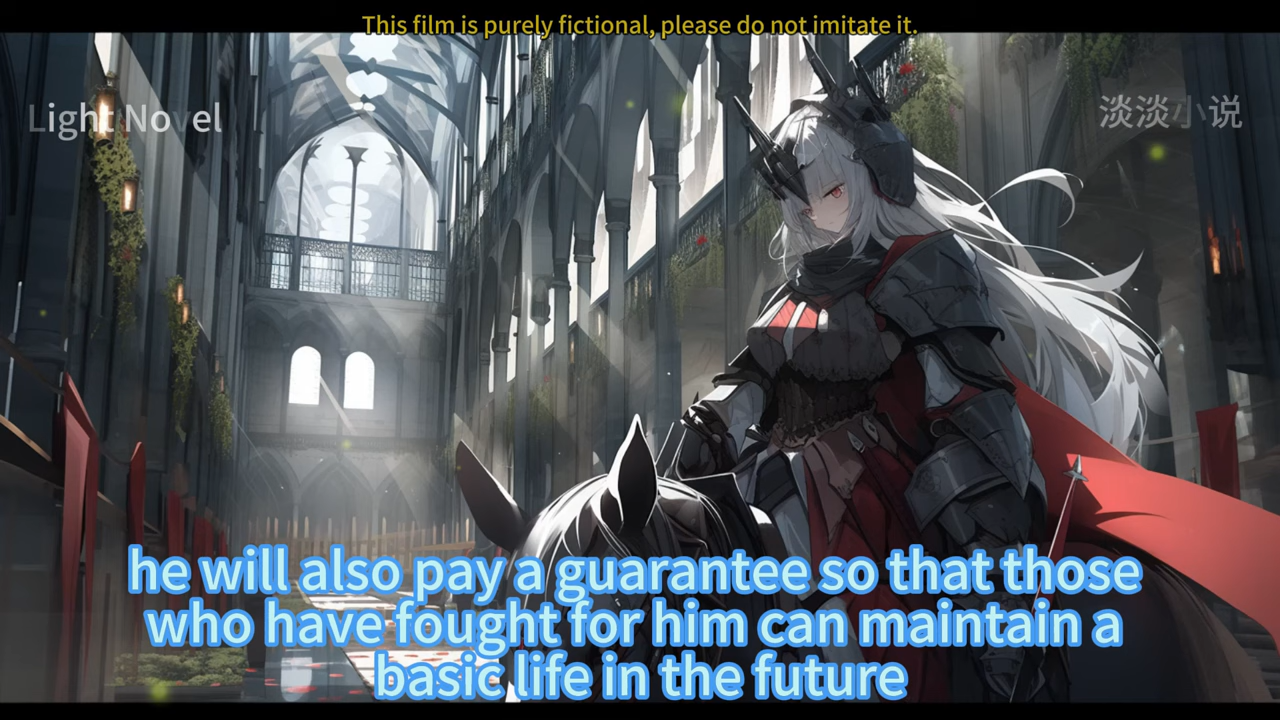 This film is purely fictional, please do not imitate it.
Light Novel
淡淡小说
he will also pay a guarantee so that those
who have fought for him can maintain a
basic life in the future